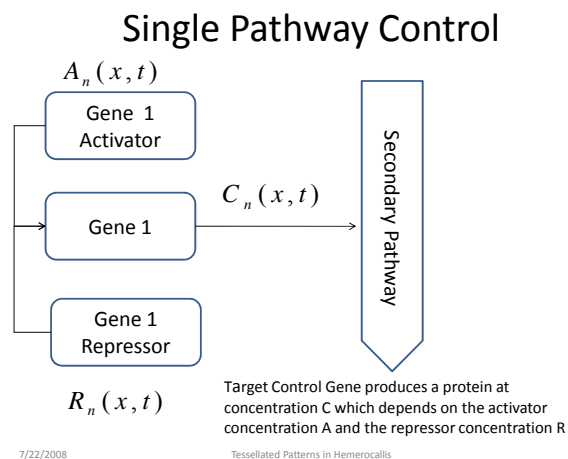 Single Pathway Control
A_n(x,t)
Gene 1
Activator
Gene 1
C_n(x,t)
Secondary Pathway
Gene 1
Repressor
R_n(x,t)
Target Control Gene produces a protein at
concentration C which depends on the activator
concentration A and the repressor concentration R
7/22/2008
Tessellated Patterns in Hemerocallis